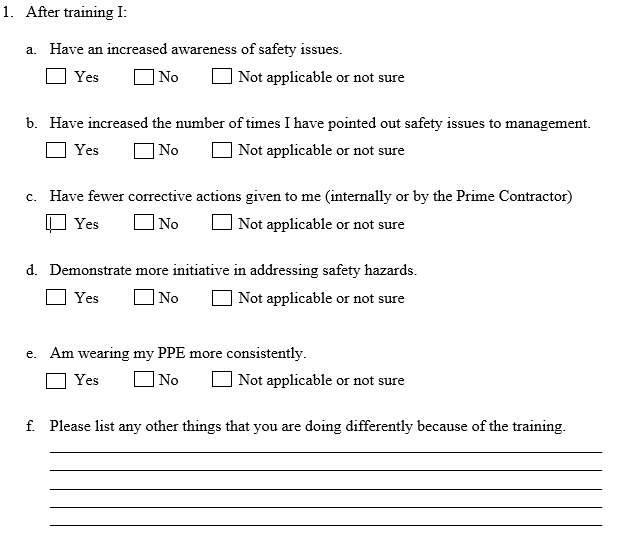 1. After training I:
a. Have an increased awareness of safety issues.
Yes No Not applicable or not sure
b. Have increased the number of times I have pointed out safety issues to management.
Yes No Not applicable or not sure
c. Have fewer corrective actions given to me (internally or by the Prime Contractor)
Yes No Not applicable or not sure
d. Demonstrate more initiative in addressing safety hazards.
Yes No Not applicable or not sure
e. Am wearing my PPE more consistently.
Yes No Not applicable or not sure
f. Please list any other things that you are doing differently because of the training.